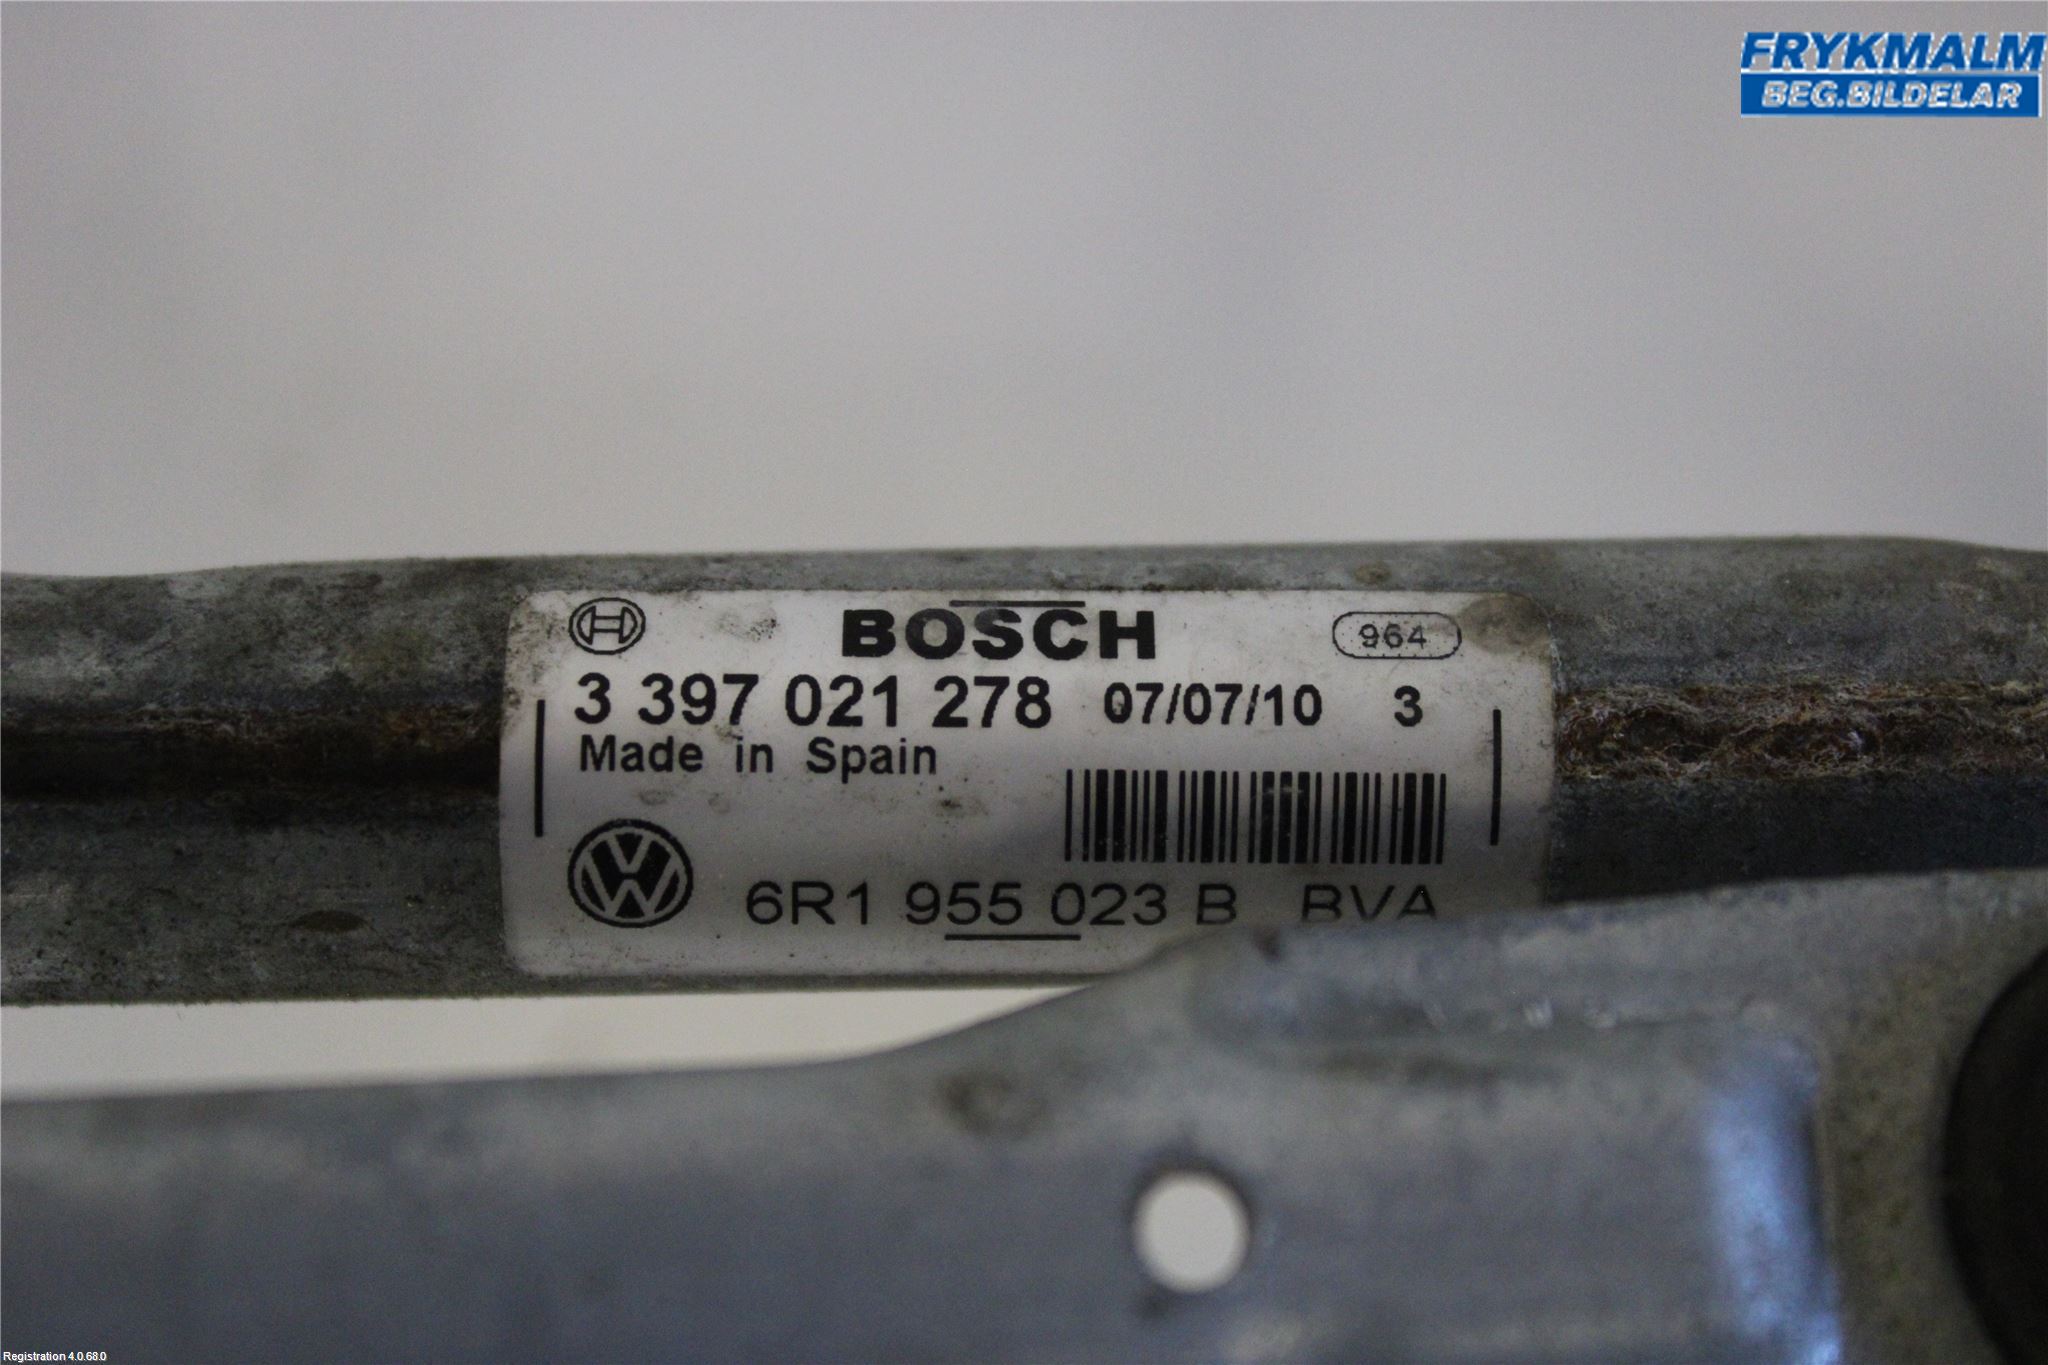 FRYKMALM
BEG.BILDELAR
BOSCH
964
3 397 021 278 07/07/10 3
Made in Spain
6R1 955 023 B BVA
Registration 4.0.68.0